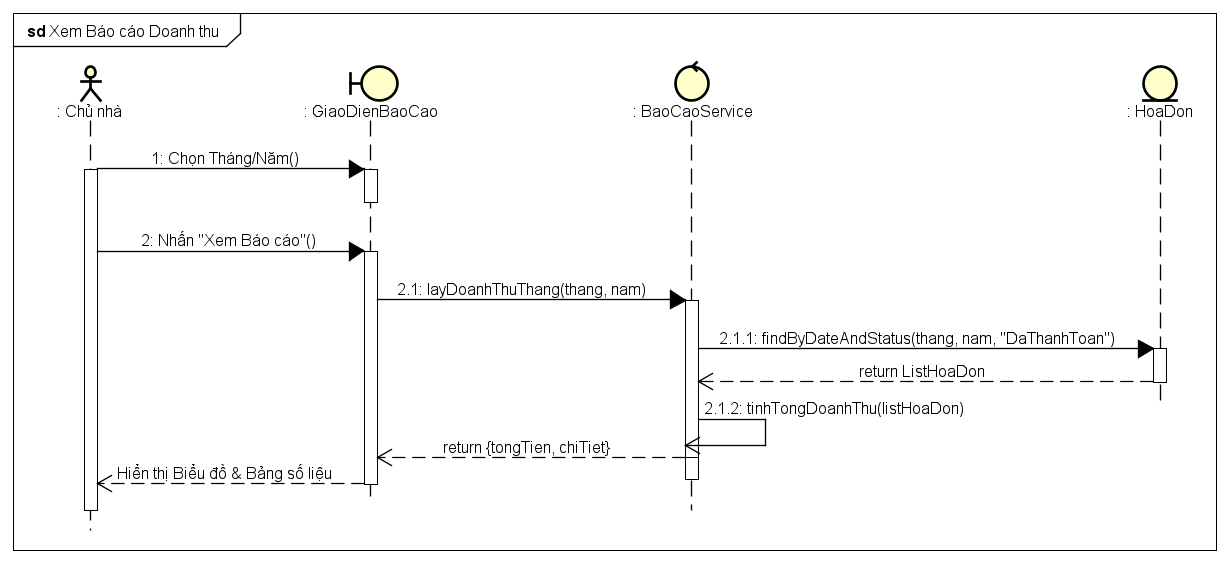 sd Xem Báo cáo Doanh thu
: Chủ nhà
: GiaoDienBaoCao
: BaoCaoService
: HoaDon
1: Chọn Tháng/Năm()
2: Nhấn "Xem Báo cáo"()
2.1: layDoanhThuThang(thang, nam)
2.1.1: findByDateAndStatus(thang, nam, "DaThanhToan")
return ListHoaDon
2.1.2: tinhTongDoanhThu(listHoaDon)
return {tongTien, chiTiet}
Hiển thị Biểu đồ & Bảng số liệu